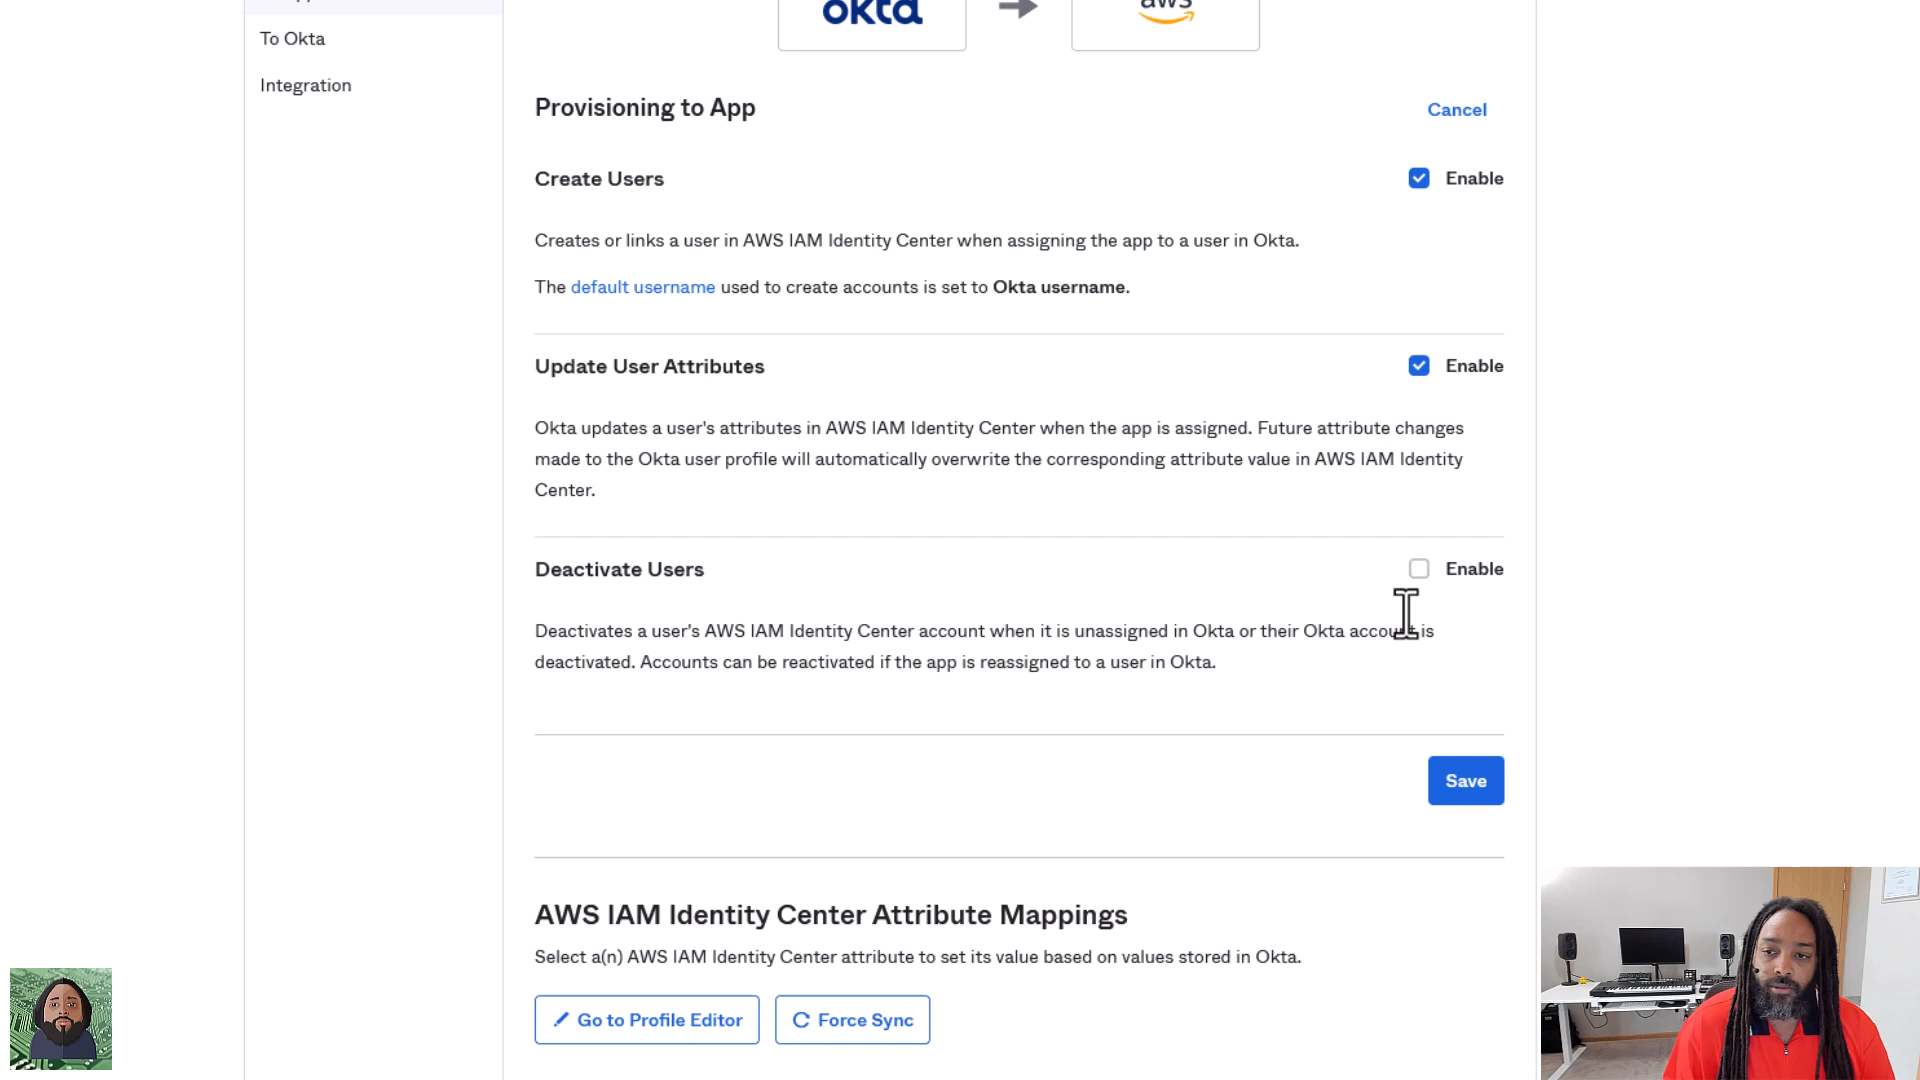 okta
aws
To Okta
Integration
Provisioning to App
Cancel
Create Users
Enable
Creates or links a user in AWS IAM Identity Center when assigning the app to a user in Okta.
The default username used to create accounts is set to Okta username.
Update User Attributes
Enable
Okta updates a user's attributes in AWS IAM Identity Center when the app is assigned. Future attribute changes
made to the Okta user profile will automatically overwrite the corresponding attribute value in AWS IAM Identity
Center.
Deactivate Users
Enable
Deactivates a user's AWS IAM Identity Center account when it is unassigned in Okta or their Okta account is
deactivated. Accounts can be reactivated if the app is reassigned to a user in Okta.
Save
AWS IAM Identity Center Attribute Mappings
Select a(n) AWS IAM Identity Center attribute to set its value based on values stored in Okta.
Go to Profile Editor
Force Sync